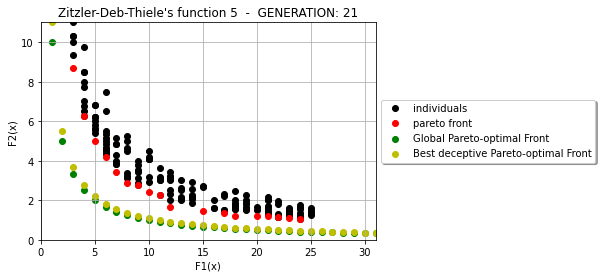 Zitzler-Deb-Thiele's function 5  -  GENERATION: 21
10
8
6
4
2
0
F2(x)
0 5 10 15 20 25 30
F1(x)
individuals
pareto front
Global Pareto-optimal Front
Best deceptive Pareto-optimal Front